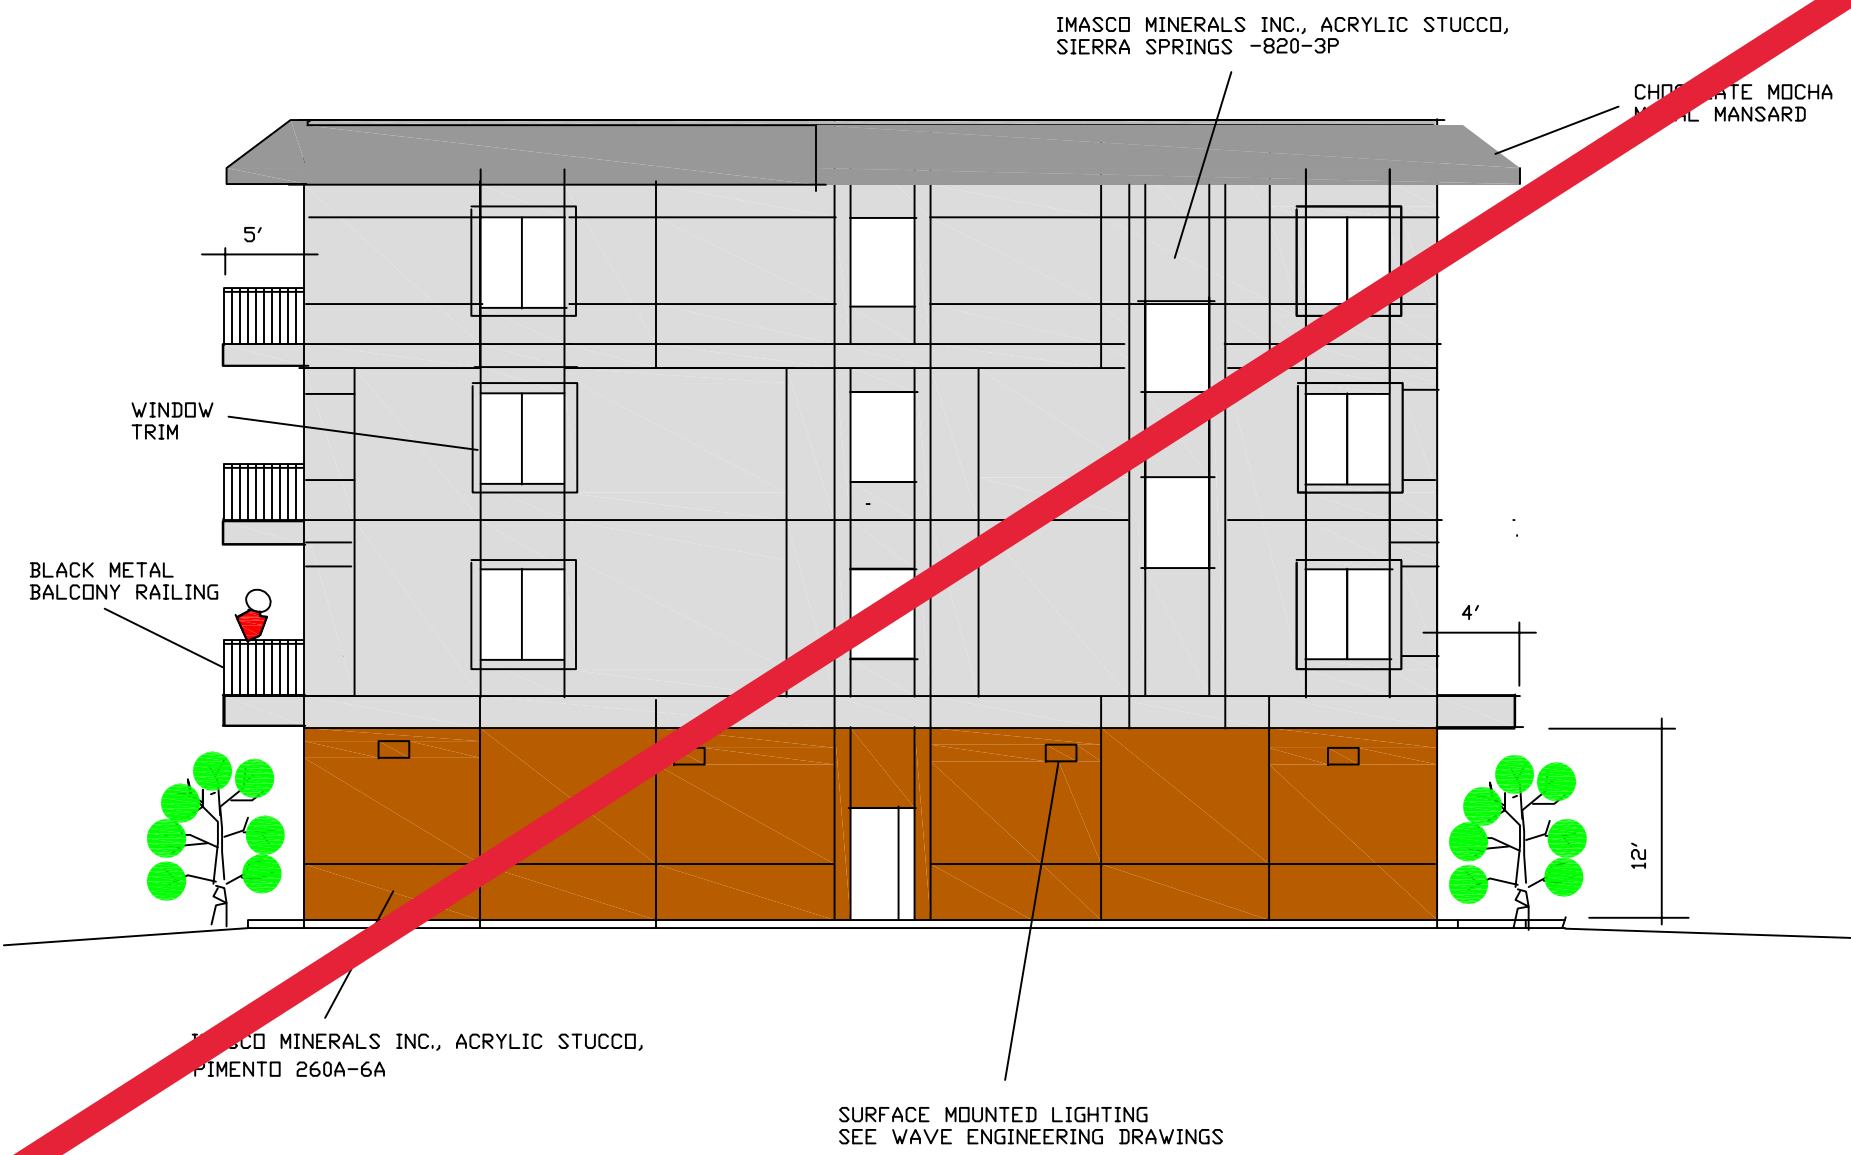 IMASCO MINERALS INC., ACRYLIC STUCCO,
SIERRA SPRINGS -820-3P
MOCHA
MANSARD
5'
WINDOW
TRIM
BLACK METAL
BALCONY RAILING
4'
12'
MINERALS INC., ACRYLIC STUCCO,
PIMENTO 260A-6A
SURFACE MOUNTED LIGHTING
SEE WAVE ENGINEERING DRAWINGS